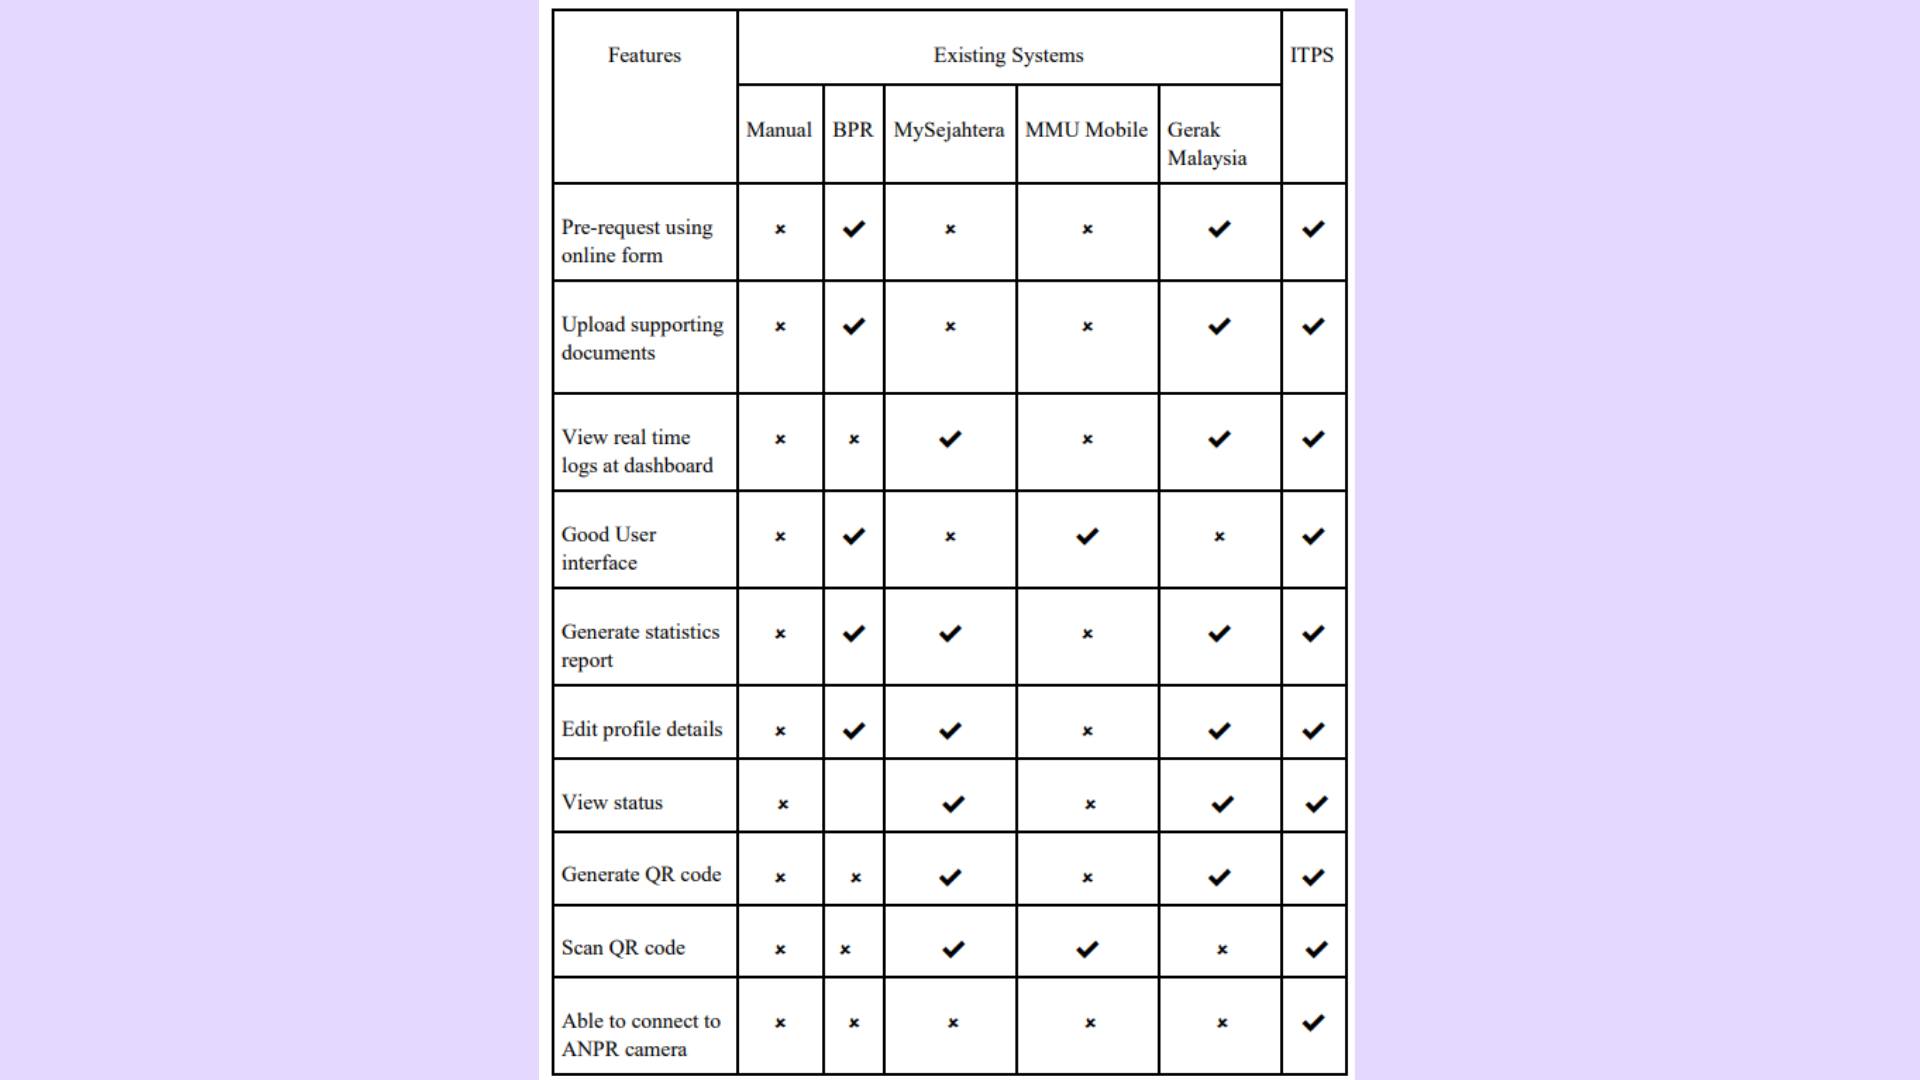 Features
Existing Systems
ITPS
Manual
BPR
MySejahtera
MMU Mobile
Gerak
Malaysia
Pre-request using
online form
× ✔ × × ✔ ✔
Upload supporting
documents
× ✔ × × ✔ ✔
View real time
logs at dashboard
× × ✔ × ✔ ✔
Good User
interface
× ✔ × ✔ × ✔
Generate statistics
report
× ✔ ✔ × ✔ ✔
Edit profile details
× ✔ ✔ × ✔ ✔
View status
× ✔ × ✔ ✔
Generate QR code
× × ✔ × ✔ ✔
Scan QR code
× × ✔ ✔ × ✔
Able to connect to
ANPR camera
× × × × × ✔